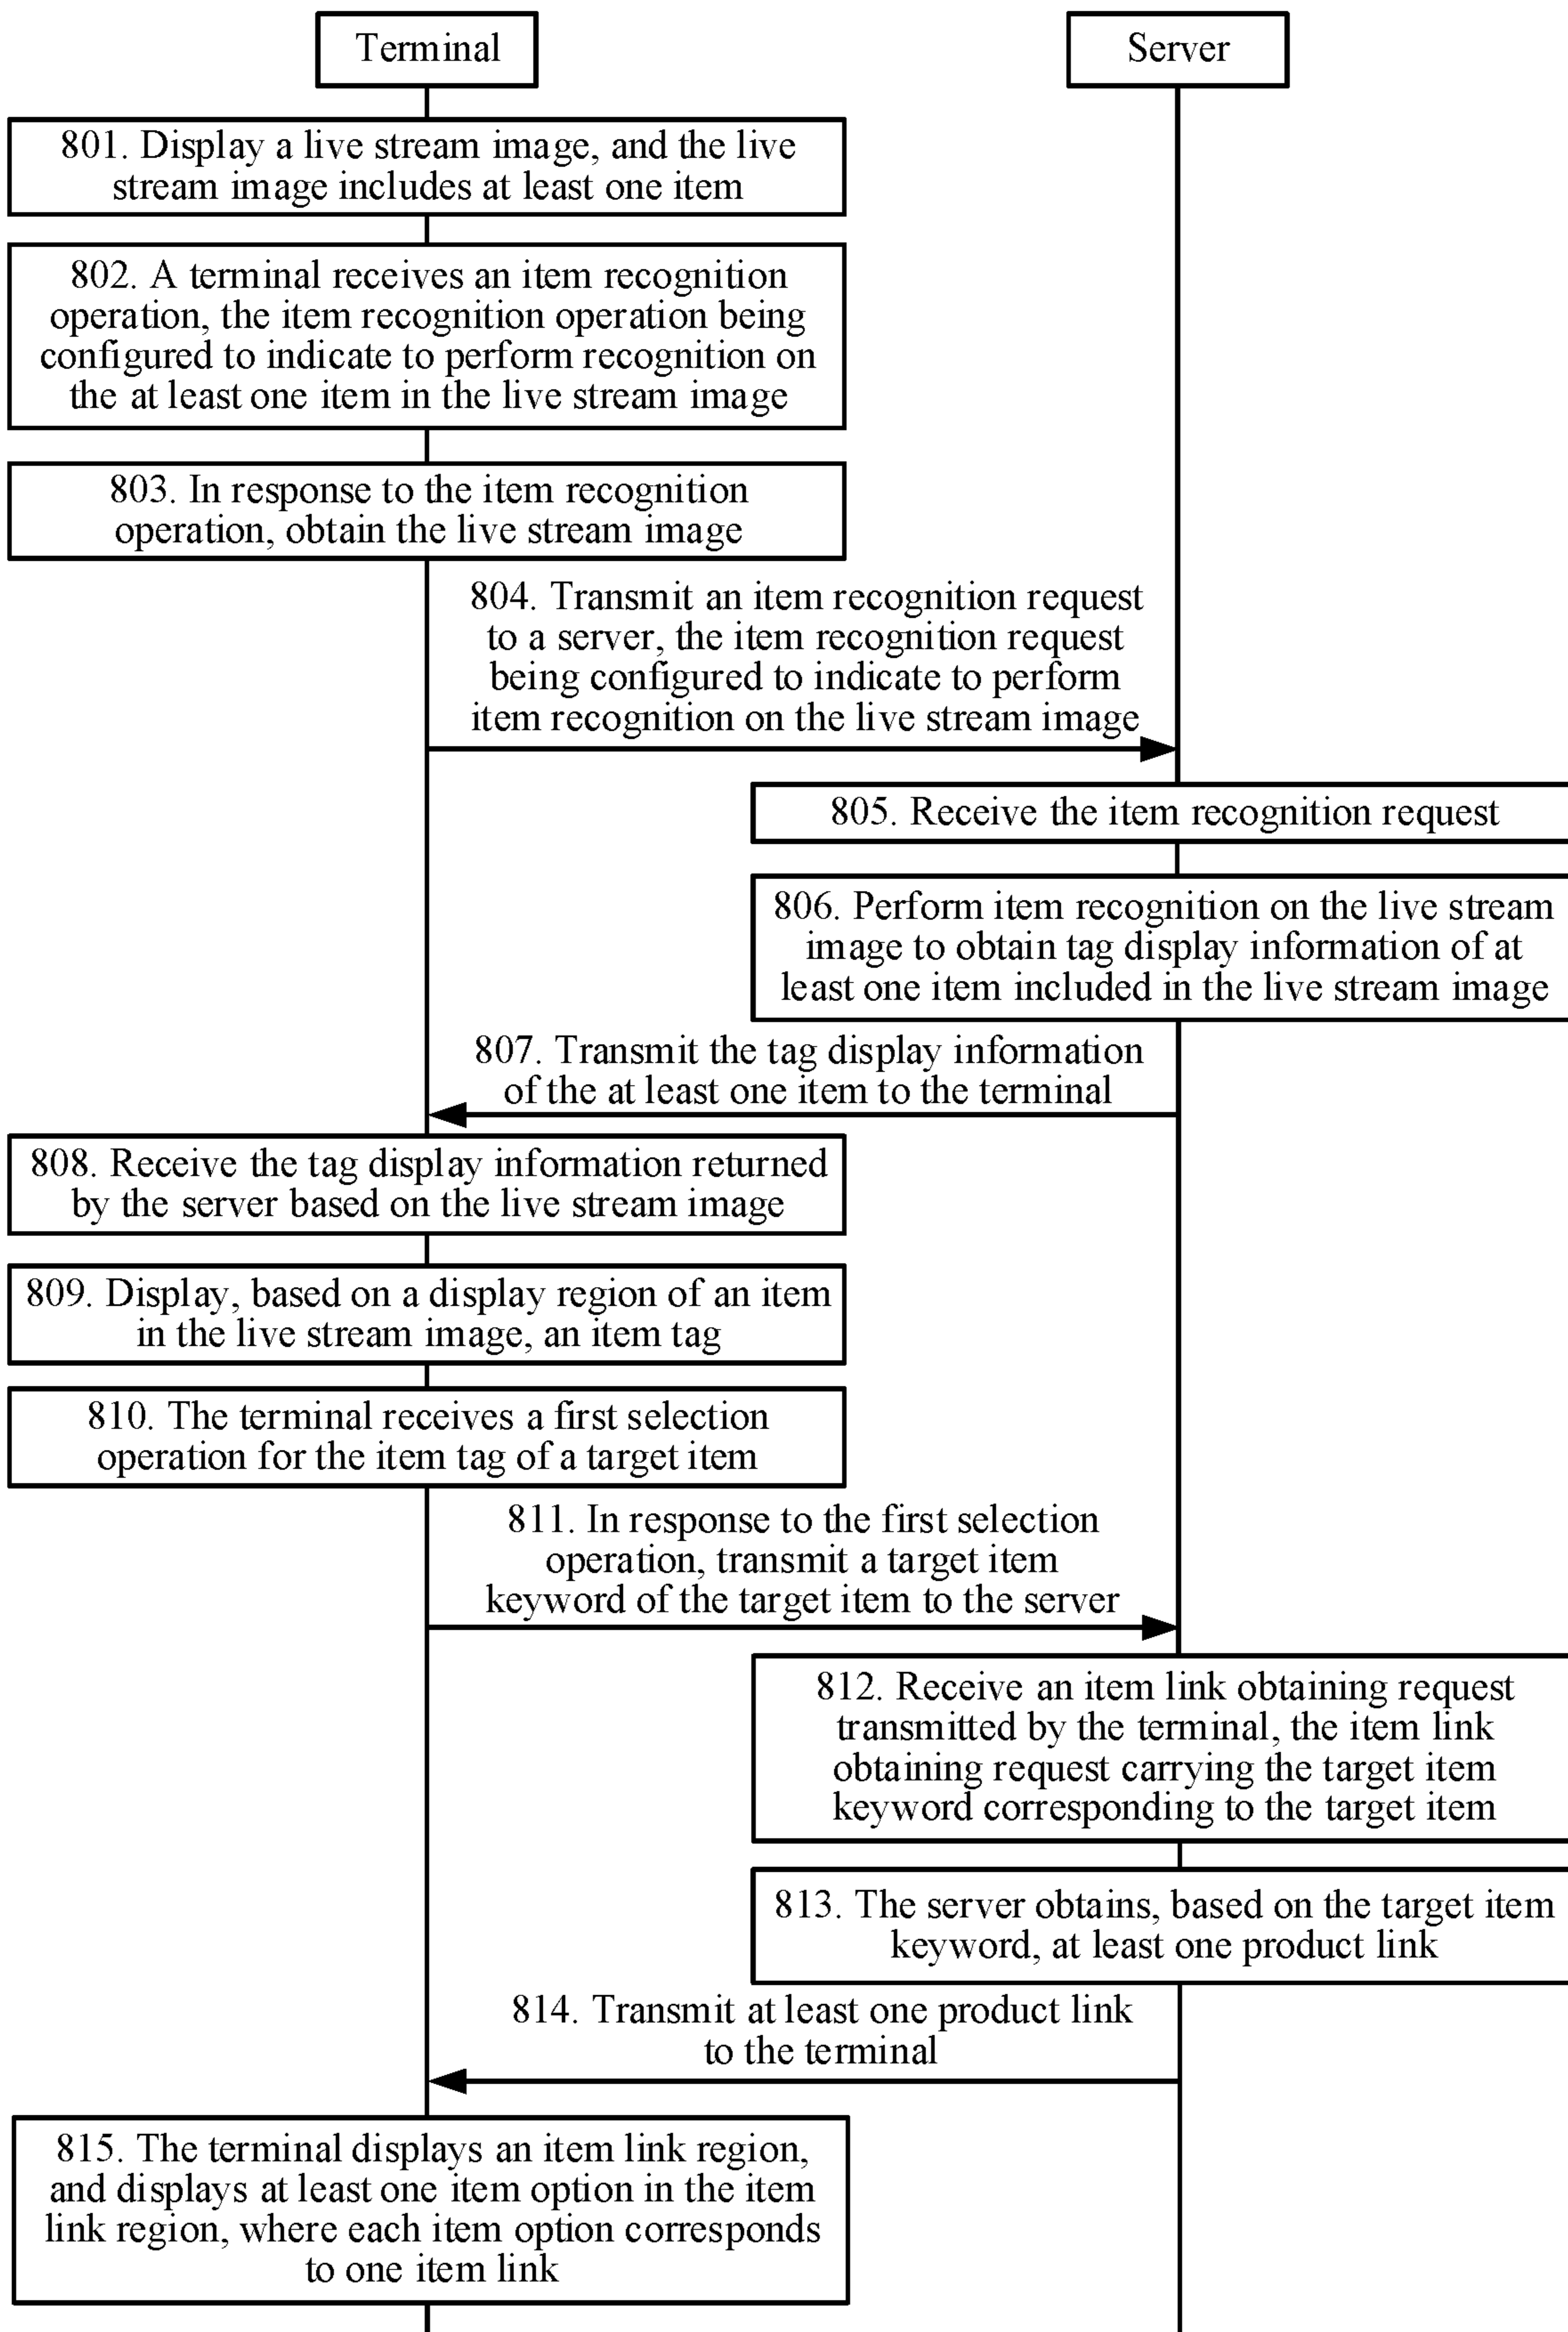 Terminal
Server
801. Display a live stream image, and the live
stream image includes at least one item
802. A terminal receives an item recognition
operation, the item recognition operation being
configured to indicate to perform recognition on
the at least one item in the live stream image
803. In response to the item recognition
operation, obtain the live stream image
804. Transmit an item recognition request
to a server, the item recognition request
being configured to indicate to perform
item recognition on the live stream image
805. Receive the item recognition request
806. Perform item recognition on the live stream
image to obtain tag display information of at
least one item included in the live stream image
807. Transmit the tag display information
of the at least one item to the terminal
808. Receive the tag display information returned
by the server based on the live stream image
809. Display, based on a display region of an item
in the live stream image, an item tag
810. The terminal receives a first selection
operation for the item tag of a target item
811. In response to the first selection
operation, transmit a target item
keyword of the target item to the server
812. Receive an item link obtaining request
transmitted by the terminal, the item link
obtaining request carrying the target item
keyword corresponding to the target item
813. The server obtains, based on the target item
keyword, at least one product link
814. Transmit at least one product link
to the terminal
815. The terminal displays an item link region,
and displays at least one item option in the item
link region, where each item option corresponds
to one item link